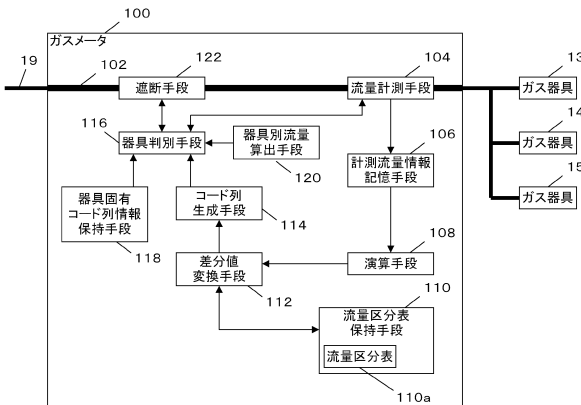 100
ガスメータ
19
102
122
104
13
遮断手段
流量計測手段
ガス器具
116
器具判別手段
器具別流量
算出手段
120
106
計測流量情報
記憶手段
14
ガス器具
15
ガス器具
器具固有
コード列情報
保持手段
118
コード列
生成手段
114
108
演算手段
差分値
変換手段
112
110
流量区分表
保持手段
流量区分表
110a